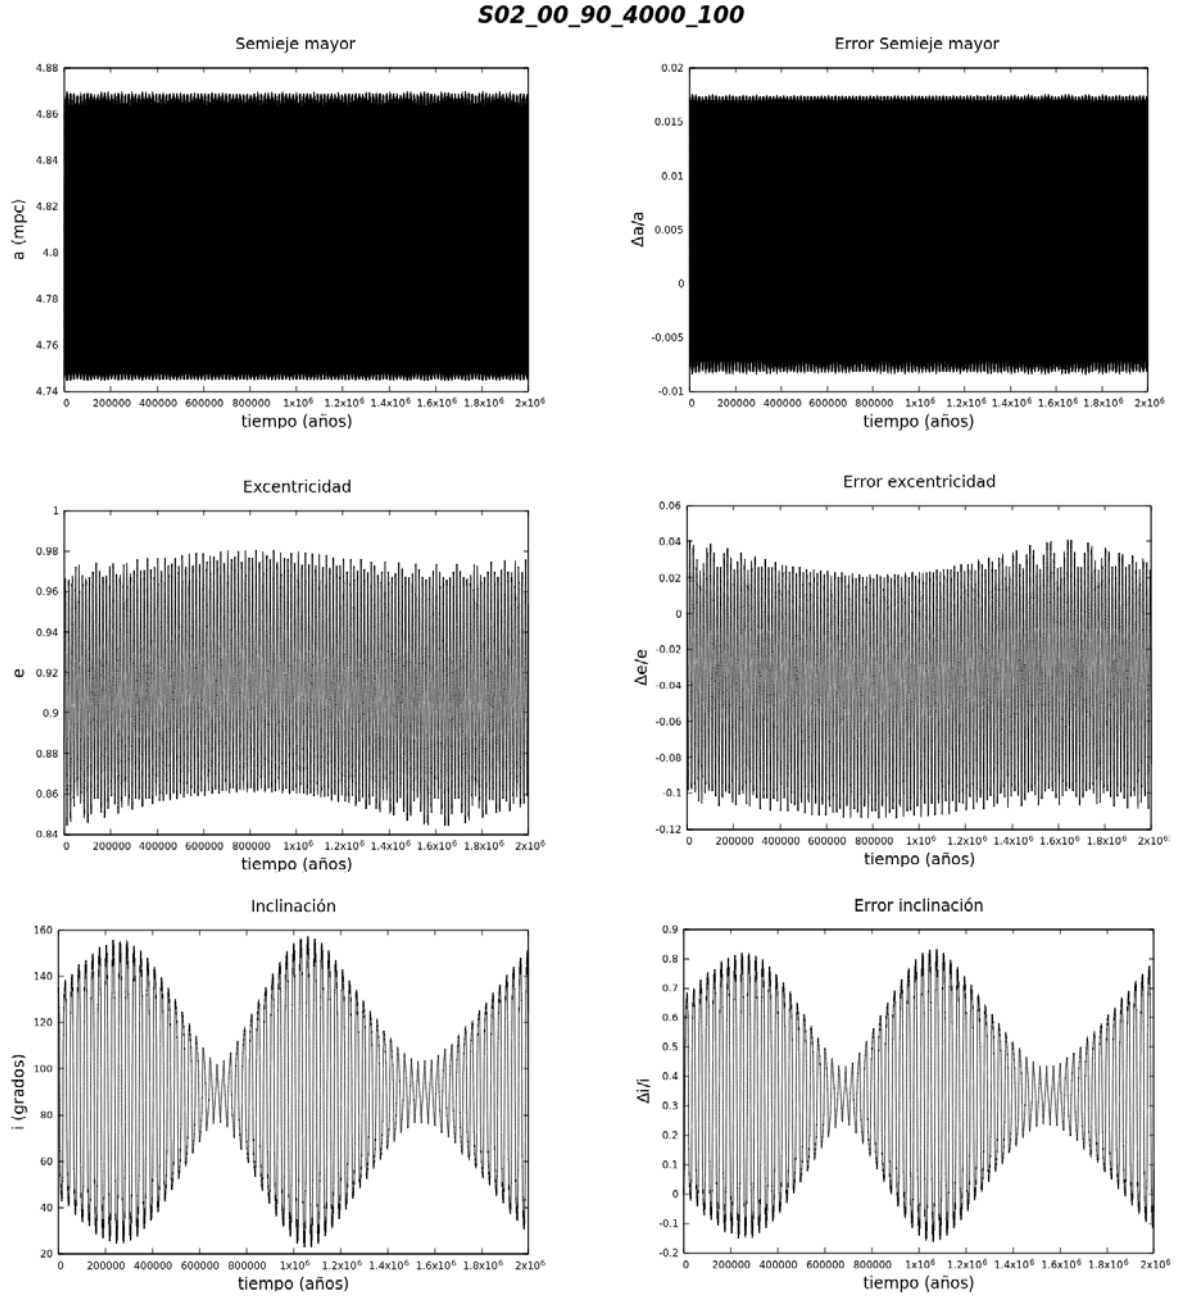 S02_00_90_4000_100
Semieje mayor
4.88
4.86
4.84
4.82
4.8
4.78
4.76
4.74
a (mpc)
0 200000 400000 600000 800000 1x10⁶ 1.2x10⁶ 1.4x10⁶ 1.6x10⁶ 1.8x10⁶ 2x10⁶
tiempo (años)
Error Semieje mayor
0.02
0.015
0.01
0.005
0
-0.005
-0.01
Δa/a
0 200000 400000 600000 800000 1x10⁶ 1.2x10⁶ 1.4x10⁶ 1.6x10⁶ 1.8x10⁶ 2x10⁶
tiempo (años)
Excentricidad
1
0.98
0.96
0.94
0.92
0.9
0.88
0.86
0.84
e
0 200000 400000 600000 800000 1x10⁶ 1.2x10⁶ 1.4x10⁶ 1.6x10⁶ 1.8x10⁶ 2x10⁶
tiempo (años)
Error excentricidad
0.06
0.04
0.02
0
-0.02
-0.04
-0.06
-0.08
-0.1
-0.12
Δe/e
0 200000 400000 600000 800000 1x10⁶ 1.2x10⁶ 1.4x10⁶ 1.6x10⁶ 1.8x10⁶ 2x10⁶
tiempo (años)
Inclinación
160
140
120
100
80
60
40
20
i (grados)
0 200000 400000 600000 800000 1x10⁶ 1.2x10⁶ 1.4x10⁶ 1.6x10⁶ 1.8x10⁶ 2x10⁶
tiempo (años)
Error inclinación
0.9
0.8
0.7
0.6
0.5
0.4
0.3
0.2
0.1
0
-0.1
-0.2
Δi/i
0 200000 400000 600000 800000 1x10⁶ 1.2x10⁶ 1.4x10⁶ 1.6x10⁶ 1.8x10⁶ 2x10⁶
tiempo (años)